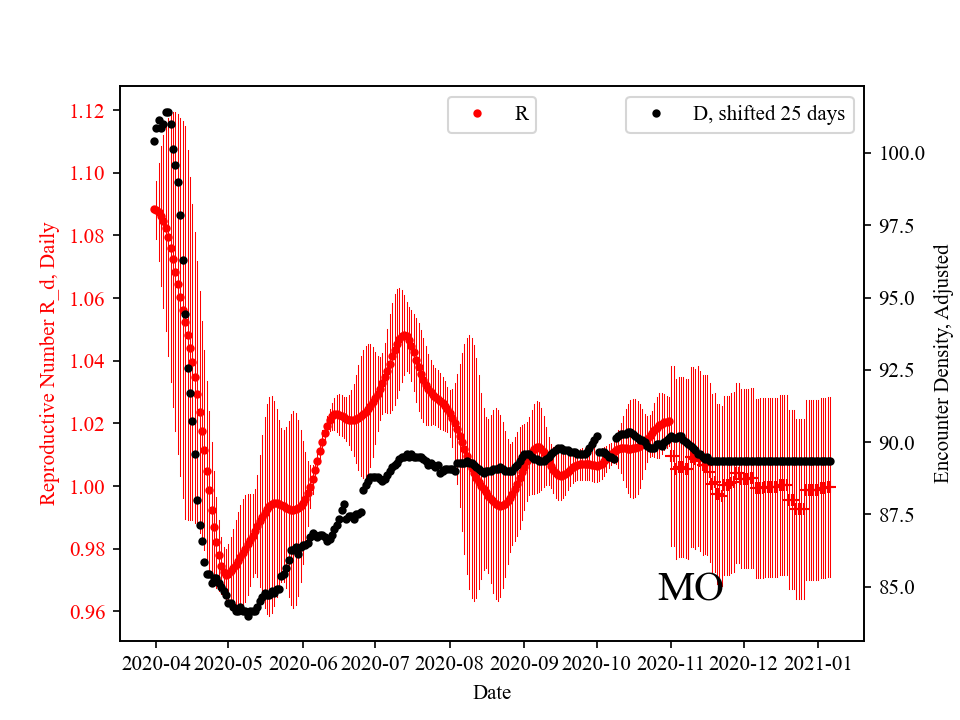 R
D, shifted 25 days
1.12
1.10
1.08
1.06
1.04
1.02
1.00
0.98
0.96
Reproductive Number R_d, Daily
100.0
97.5
95.0
92.5
90.0
87.5
85.0
Encounter Density, Adjusted
MO
2020-04 2020-05 2020-06 2020-07 2020-08 2020-09 2020-10 2020-11 2020-12 2021-01
Date